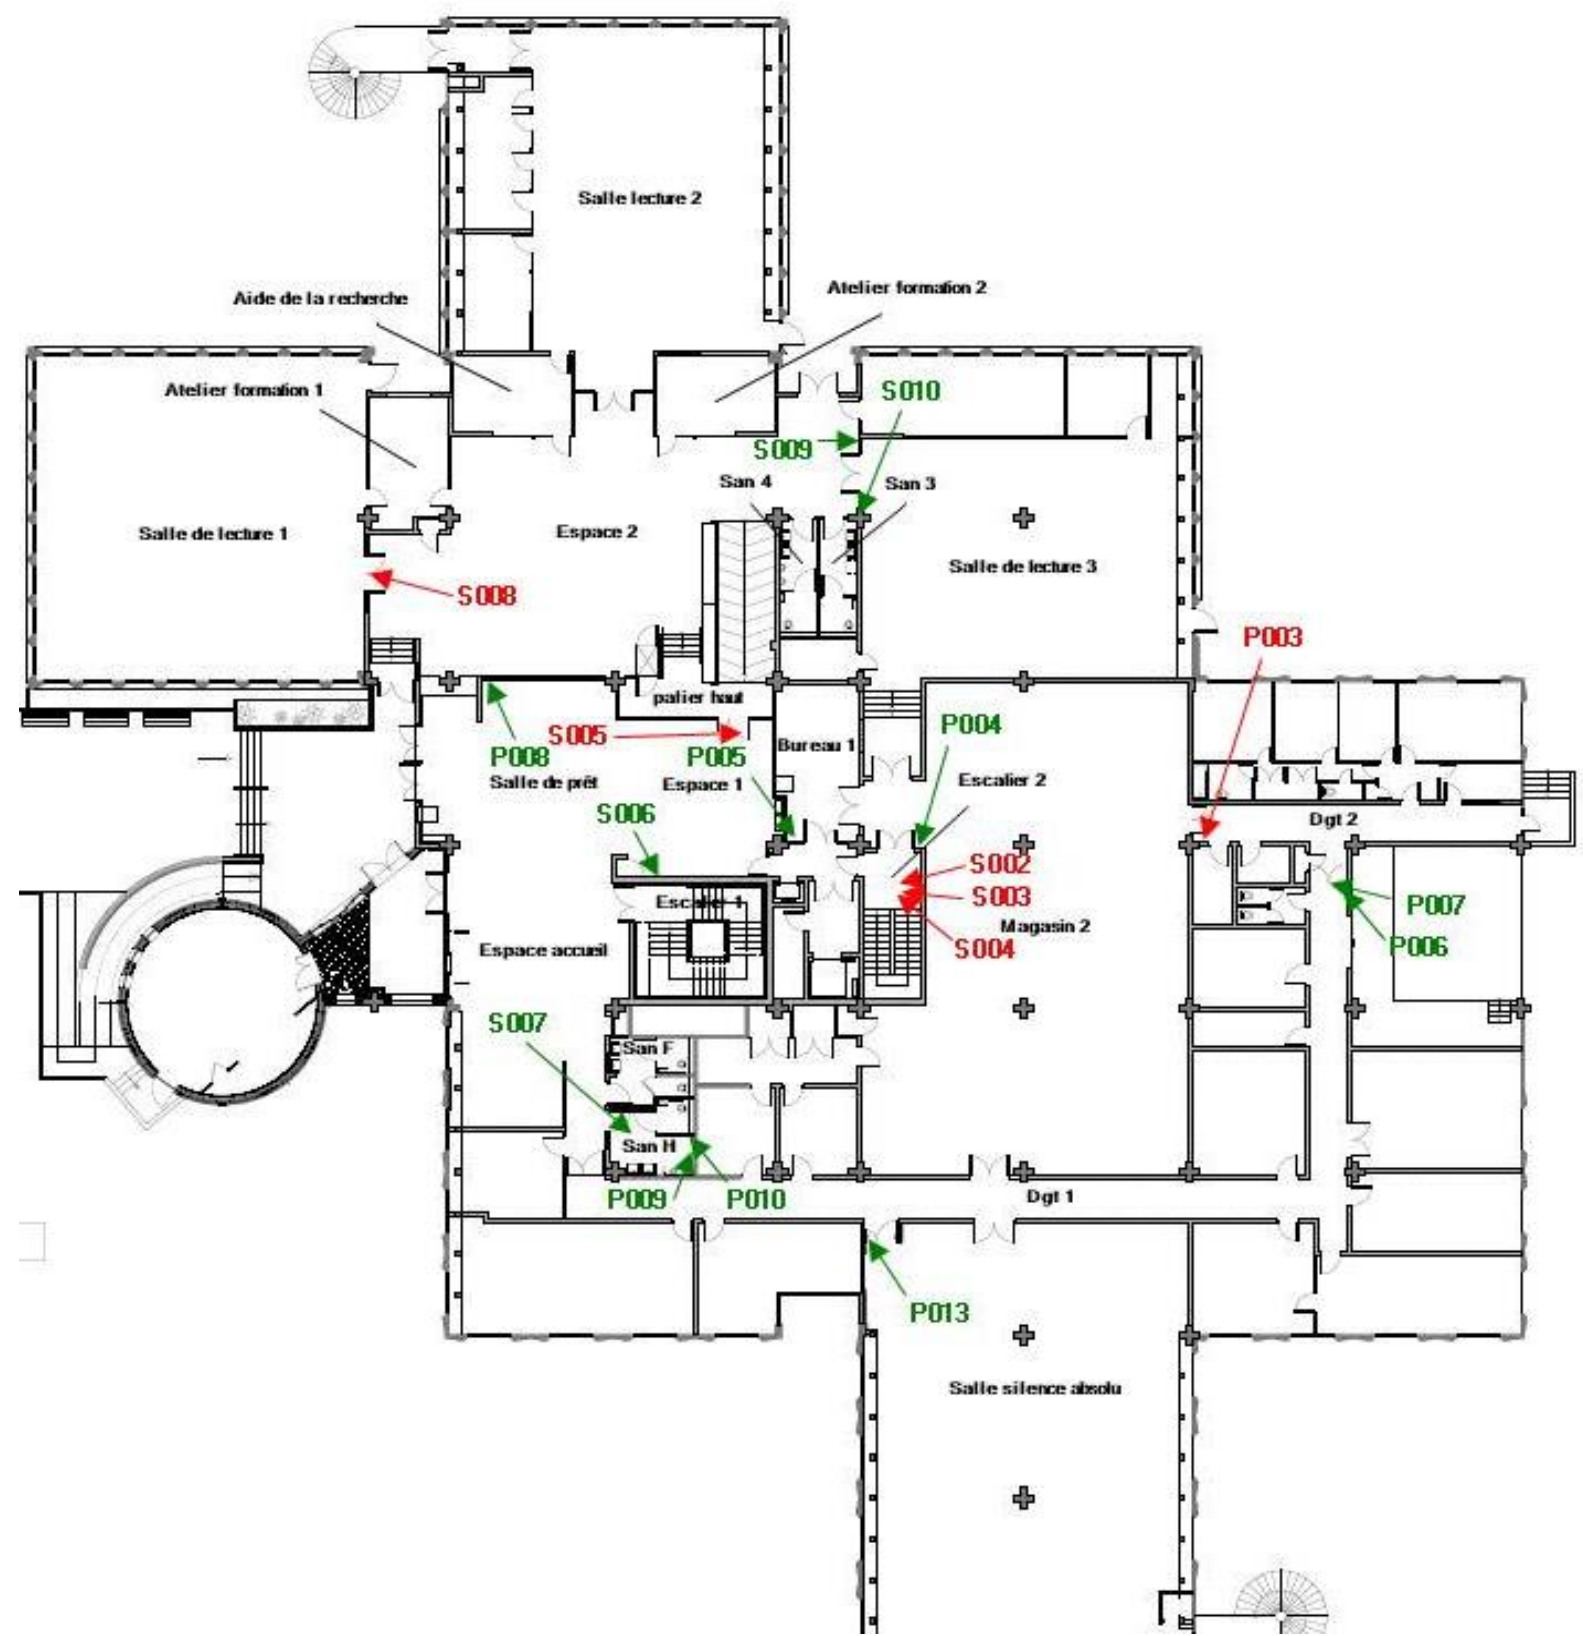 Salle lecture 2
Atelier formation 2
Aide de la recherche
Atelier formation 1
S010
S009
San 4
San 3
Espace 2
Salle de lecture 1
Salle de lecture 3
S008
P003
palier haut
P004
S005
Bureau 1
P008
P005
Salle de prêt
Espace 1
Escalier 2
S006
Dgt 2
S002
S003
Escalier 1
P007
Magasin 2
P006
Espace accueil
S004
S007
San F
San H
P009
P010
Dgt 1
P013
Salle silence absolu